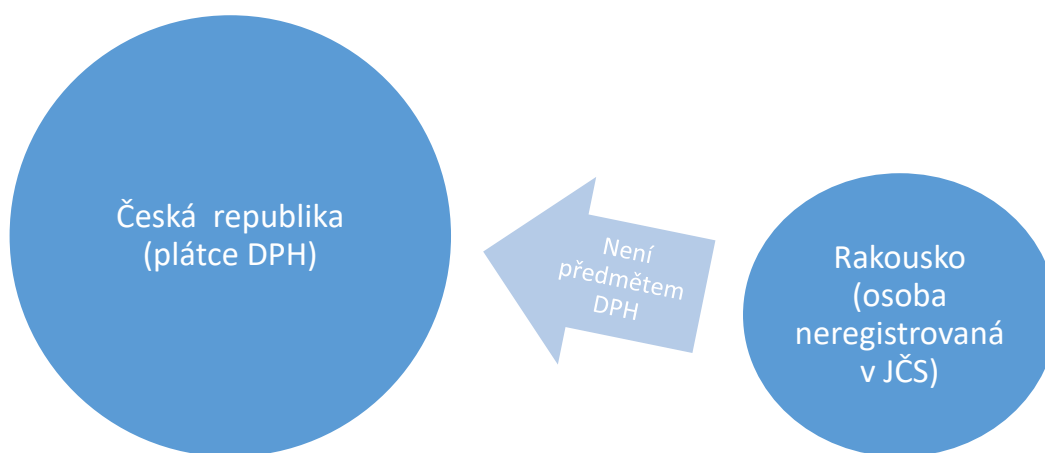 Česká republika
(plátce DPH)
Není
předmětem
DPH
Rakousko
(osoba
neregistrovaná
v JČS)